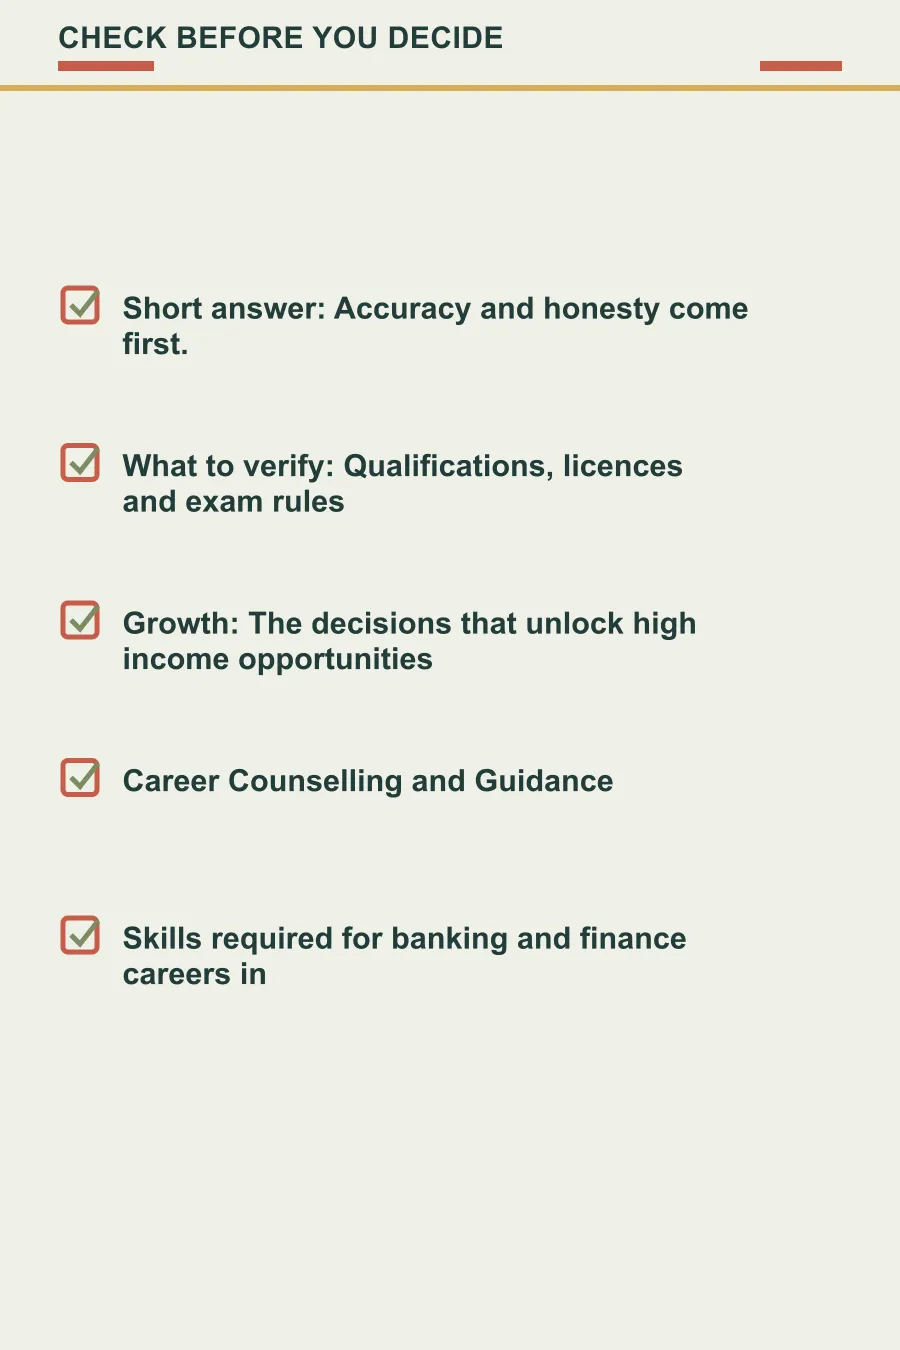 CHECK BEFORE YOU DECIDE
Short answer: Accuracy and honesty come
first.
What to verify: Qualifications, licences
and exam rules
Growth: The decisions that unlock high
income opportunities
Career Counselling and Guidance
Skills required for banking and finance
careers in